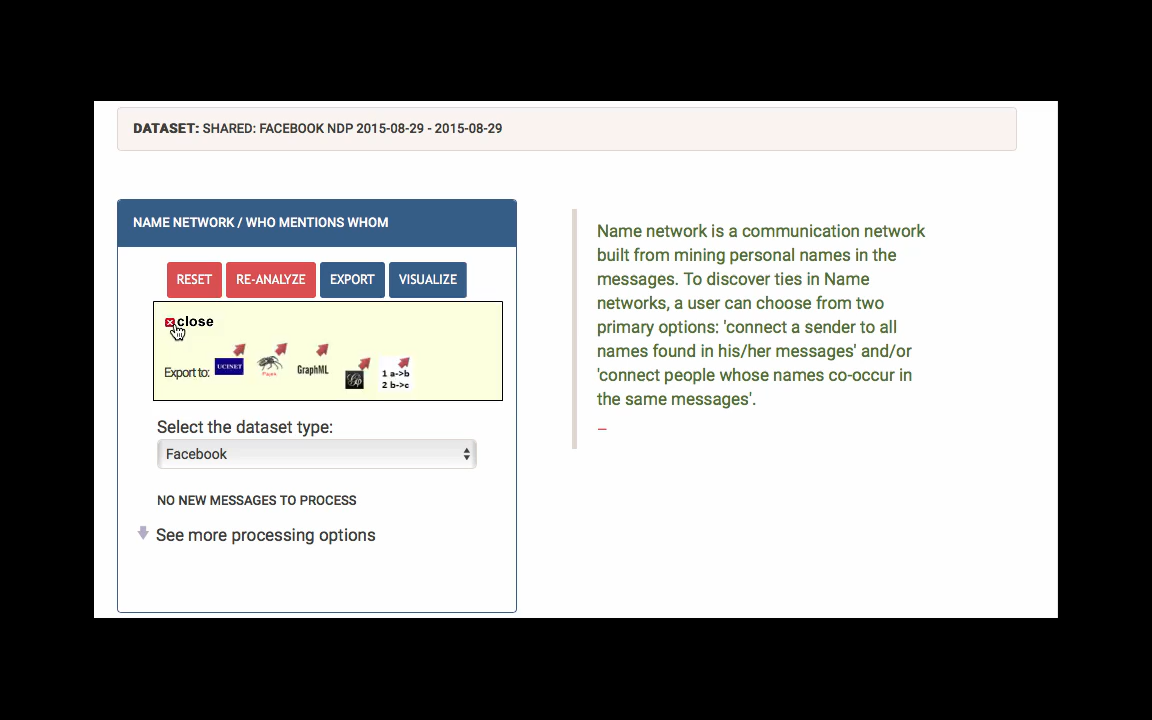 DATASET: SHARED: FACEBOOK NDP 2015-08-29 - 2015-08-29
NAME NETWORK / WHO MENTIONS WHOM
RESET RE-ANALYZE EXPORT VISUALIZE
close
Export to: UCINET Pajek GraphML Gp 1 a->b
2 b->c
Select the dataset type:
Facebook
NO NEW MESSAGES TO PROCESS
See more processing options
Name network is a communication network
built from mining personal names in the
messages. To discover ties in Name
networks, a user can choose from two
primary options: 'connect a sender to all
names found in his/her messages' and/or
'connect people whose names co-occur in
the same messages'.